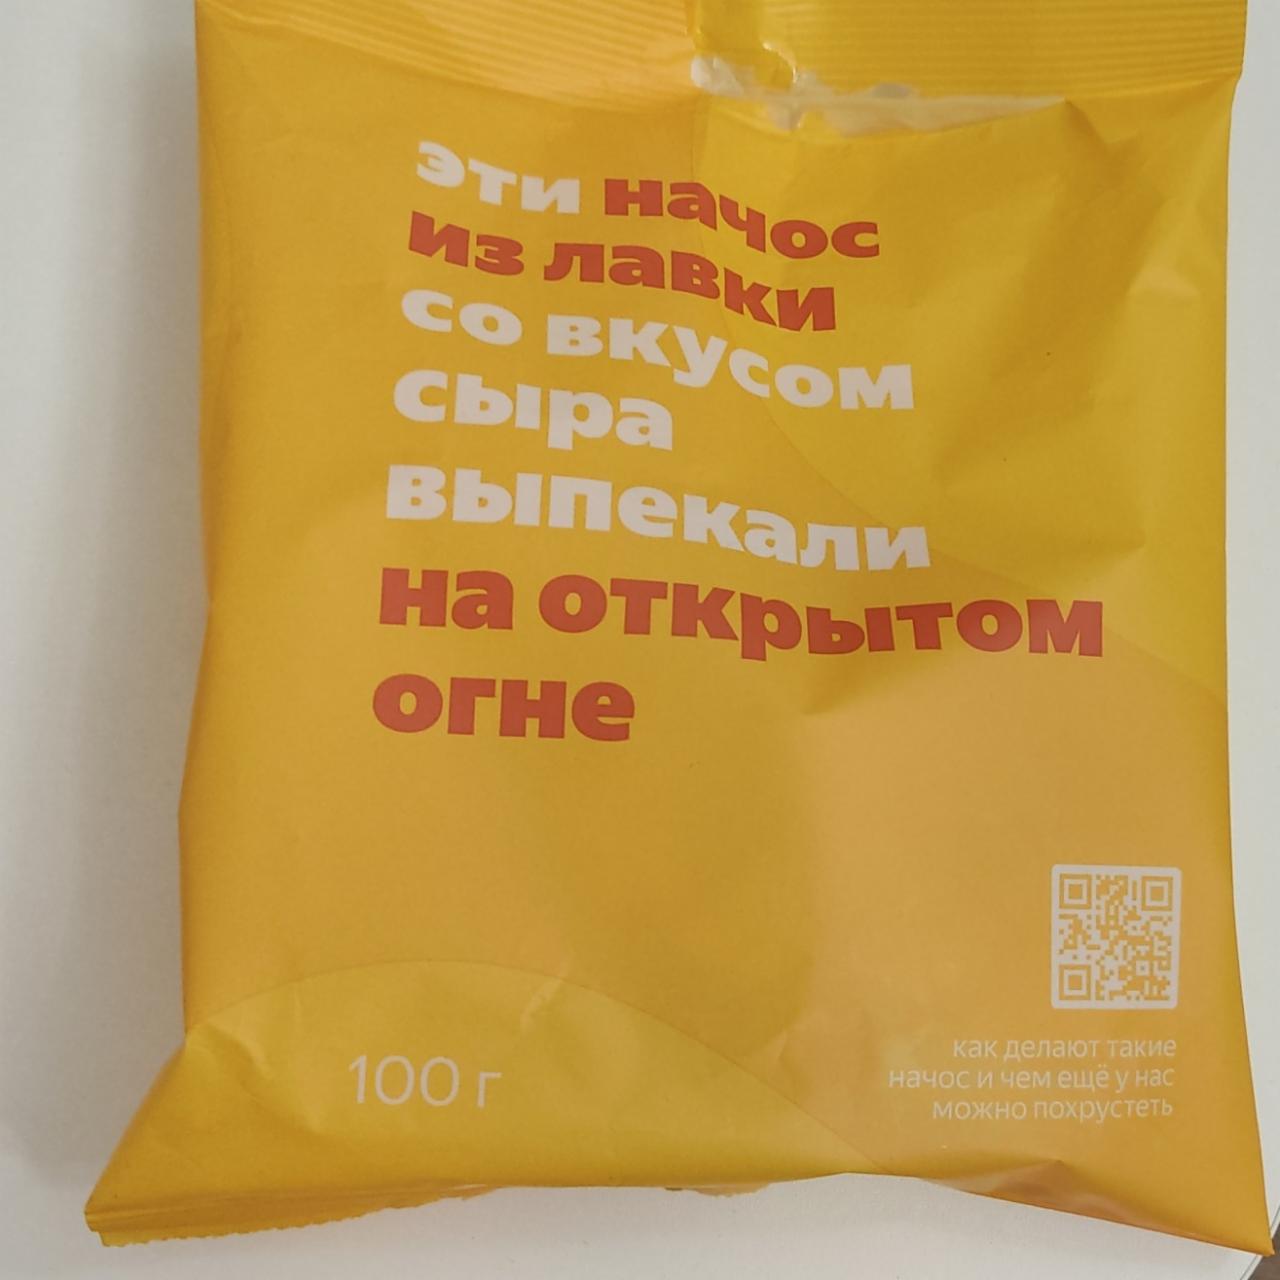 эти начос
из лавки
со вкусом
сыра
выпекали
на открытом
огне
100 г
как делают такие
начос и чем ещё у нас
можно похрустеть